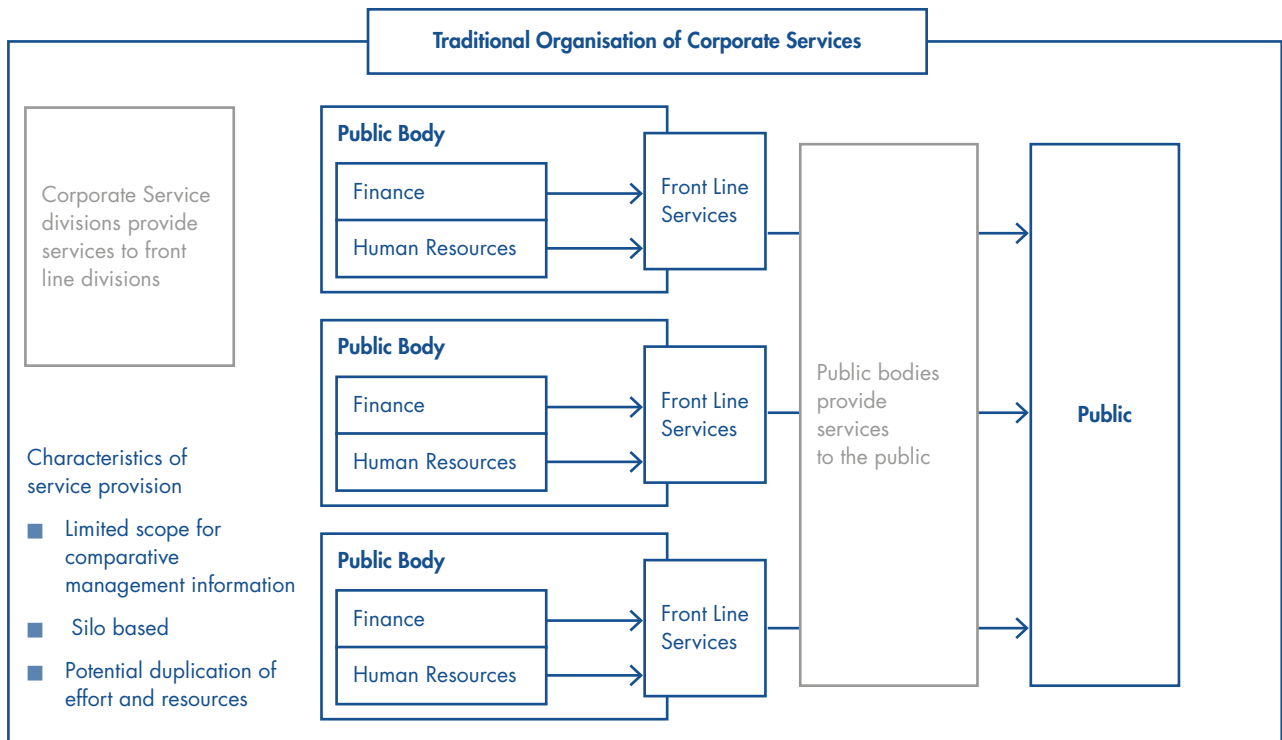 Traditional Organisation of Corporate Services
Corporate Service
divisions provide
services to front
line divisions
Characteristics of
service provision
Limited scope for
comparative
management information
Silo based
Potential duplication of
effort and resources
Public Body
Finance
Human Resources
Front Line
Services
Public Body
Finance
Human Resources
Front Line
Services
Public Body
Finance
Human Resources
Front Line
Services
Public bodies
provide
services
to the public
Public